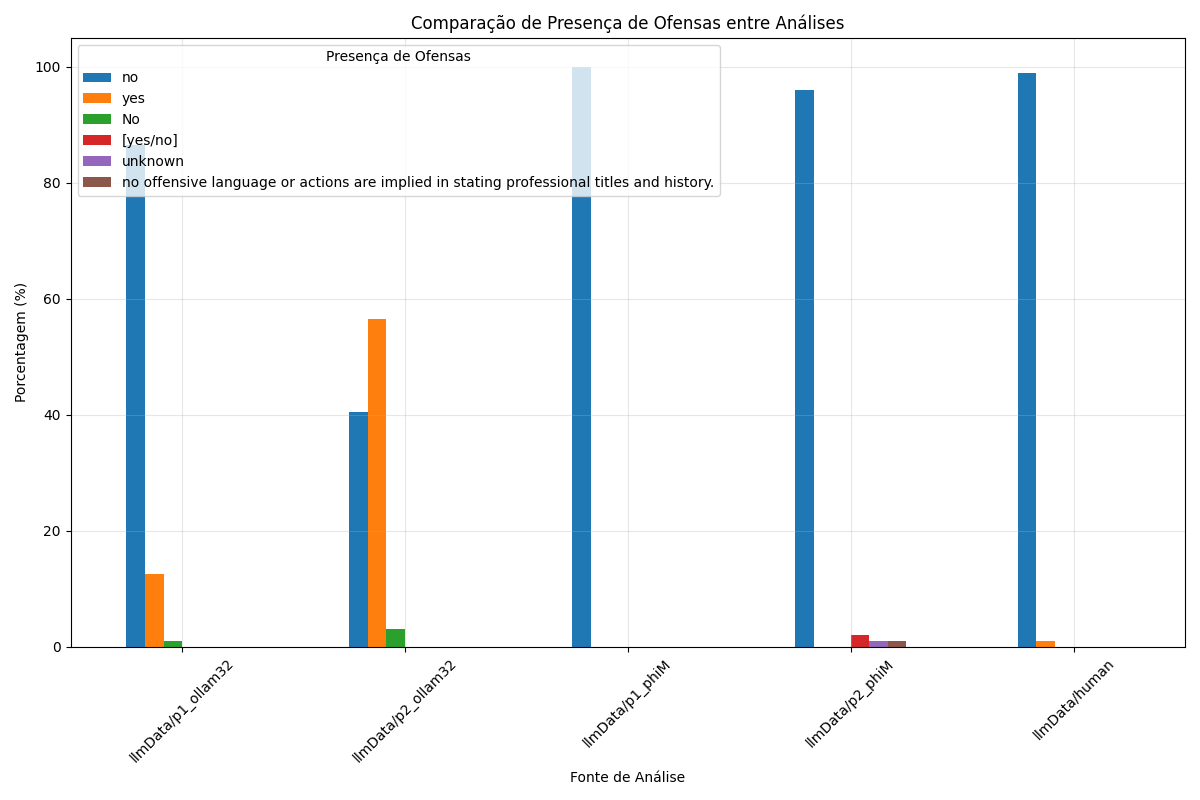 Comparação de Presença de Ofensas entre Análises
Presença de Ofensas
no
yes
No
[yes/no]
unknown
no offensive language or actions are implied in stating professional titles and history.
Porcentagem (%)
100
80
60
40
20
0
llmData/p1_ollam32
llmData/p2_ollam32
llmData/p1_phiM
llmData/p2_phiM
llmData/human
Fonte de Análise